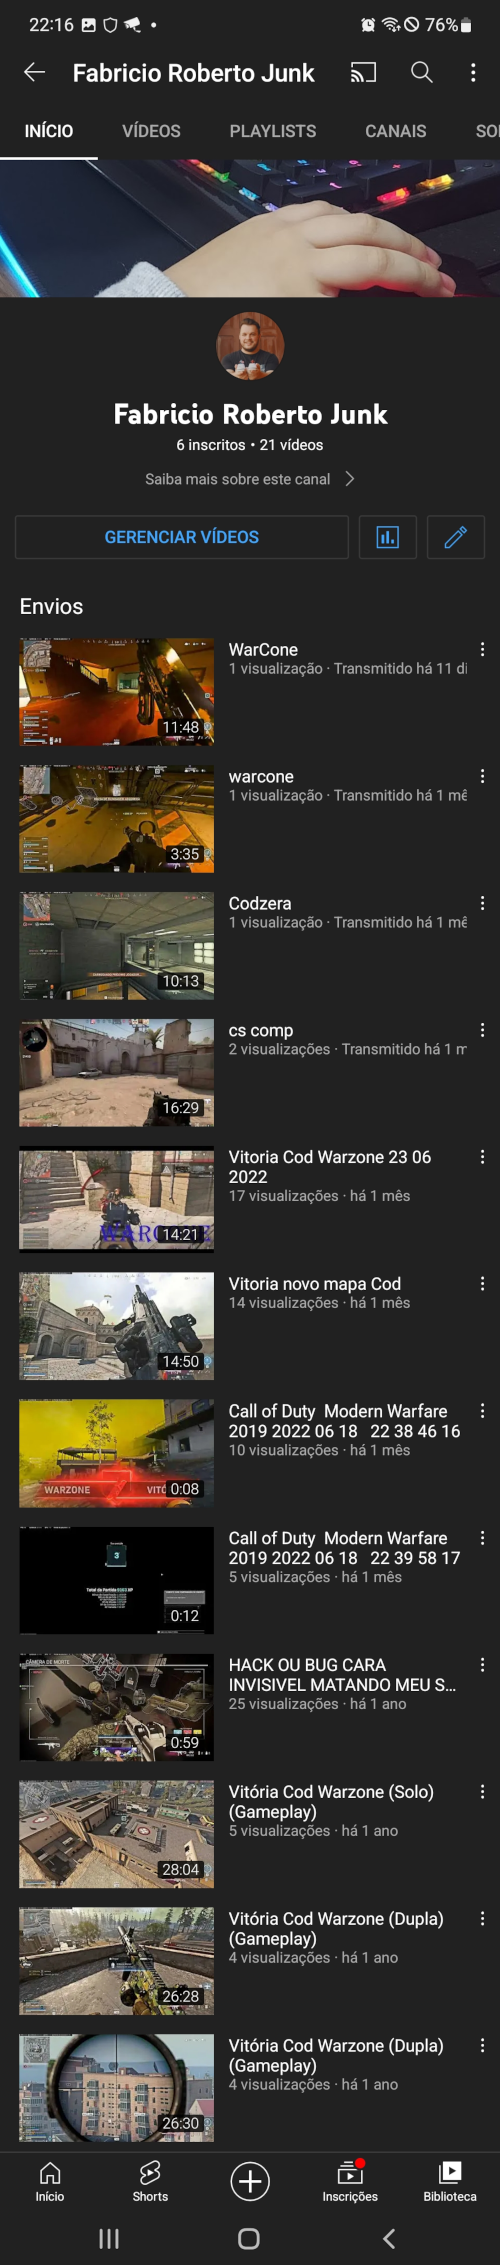 22:16
76%
Fabricio Roberto Junk
INÍCIO VÍDEOS PLAYLISTS CANAIS
Fabricio Roberto Junk
6 inscritos • 21 vídeos
Saiba mais sobre este canal
GERENCIAR VÍDEOS
Envios
WarCone
1 visualização · Transmitido há 11 di
11:48
warcone
1 visualização · Transmitido há 1 mê
3:35
Codzera
1 visualização · Transmitido há 1 mê
10:13
cs comp
2 visualizações · Transmitido há 1 m
16:29
Vitoria Cod Warzone 23 06
2022
17 visualizações · há 1 mês
14:21
Vitoria novo mapa Cod
14 visualizações · há 1 mês
14:50
Call of Duty  Modern Warfare
2019 2022 06 18   22 38 46 16
10 visualizações · há 1 mês
WARZONE
0:08
Call of Duty  Modern Warfare
2019 2022 06 18   22 39 58 17
5 visualizações · há 1 mês
0:12
HACK OU BUG CARA
INVISIVEL MATANDO MEU S...
25 visualizações · há 1 ano
0:59
Vitória Cod Warzone (Solo)
(Gameplay)
5 visualizações · há 1 ano
28:04
Vitória Cod Warzone (Dupla)
(Gameplay)
4 visualizações · há 1 ano
26:28
Vitória Cod Warzone (Dupla)
(Gameplay)
4 visualizações · há 1 ano
26:30
Início Shorts Inscrições Biblioteca